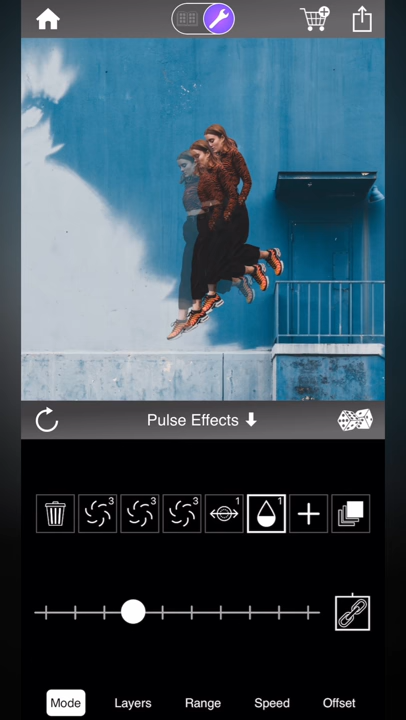 Pulse Effects
3
3
3
1
1
Mode
Layers
Range
Speed
Offset